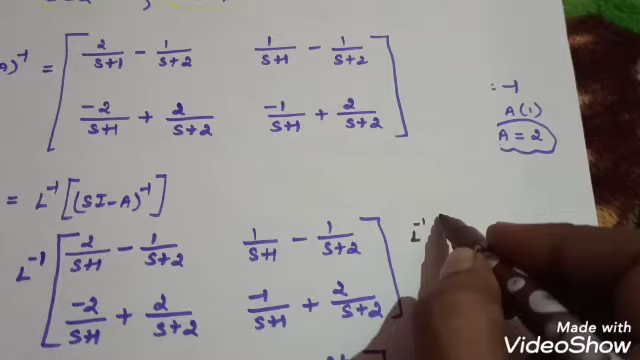 A)⁻¹ = [ 2/(S+1) − 1/(S+2)    1/(S+1) − 1/(S+2)
−2/(S+1) + 2/(S+2)    −1/(S+1) + 2/(S+2) ]
: −1
A(1)
A = 2
= L⁻¹[(SI−A)⁻¹]
L⁻¹ [ 2/(S+1) − 1/(S+2)    1/(S+1) − 1/(S+2)
−2/(S+1) + 2/(S+2)    −1/(S+1) + 2/(S+2) ]
L⁻¹
Made with
VideoShow